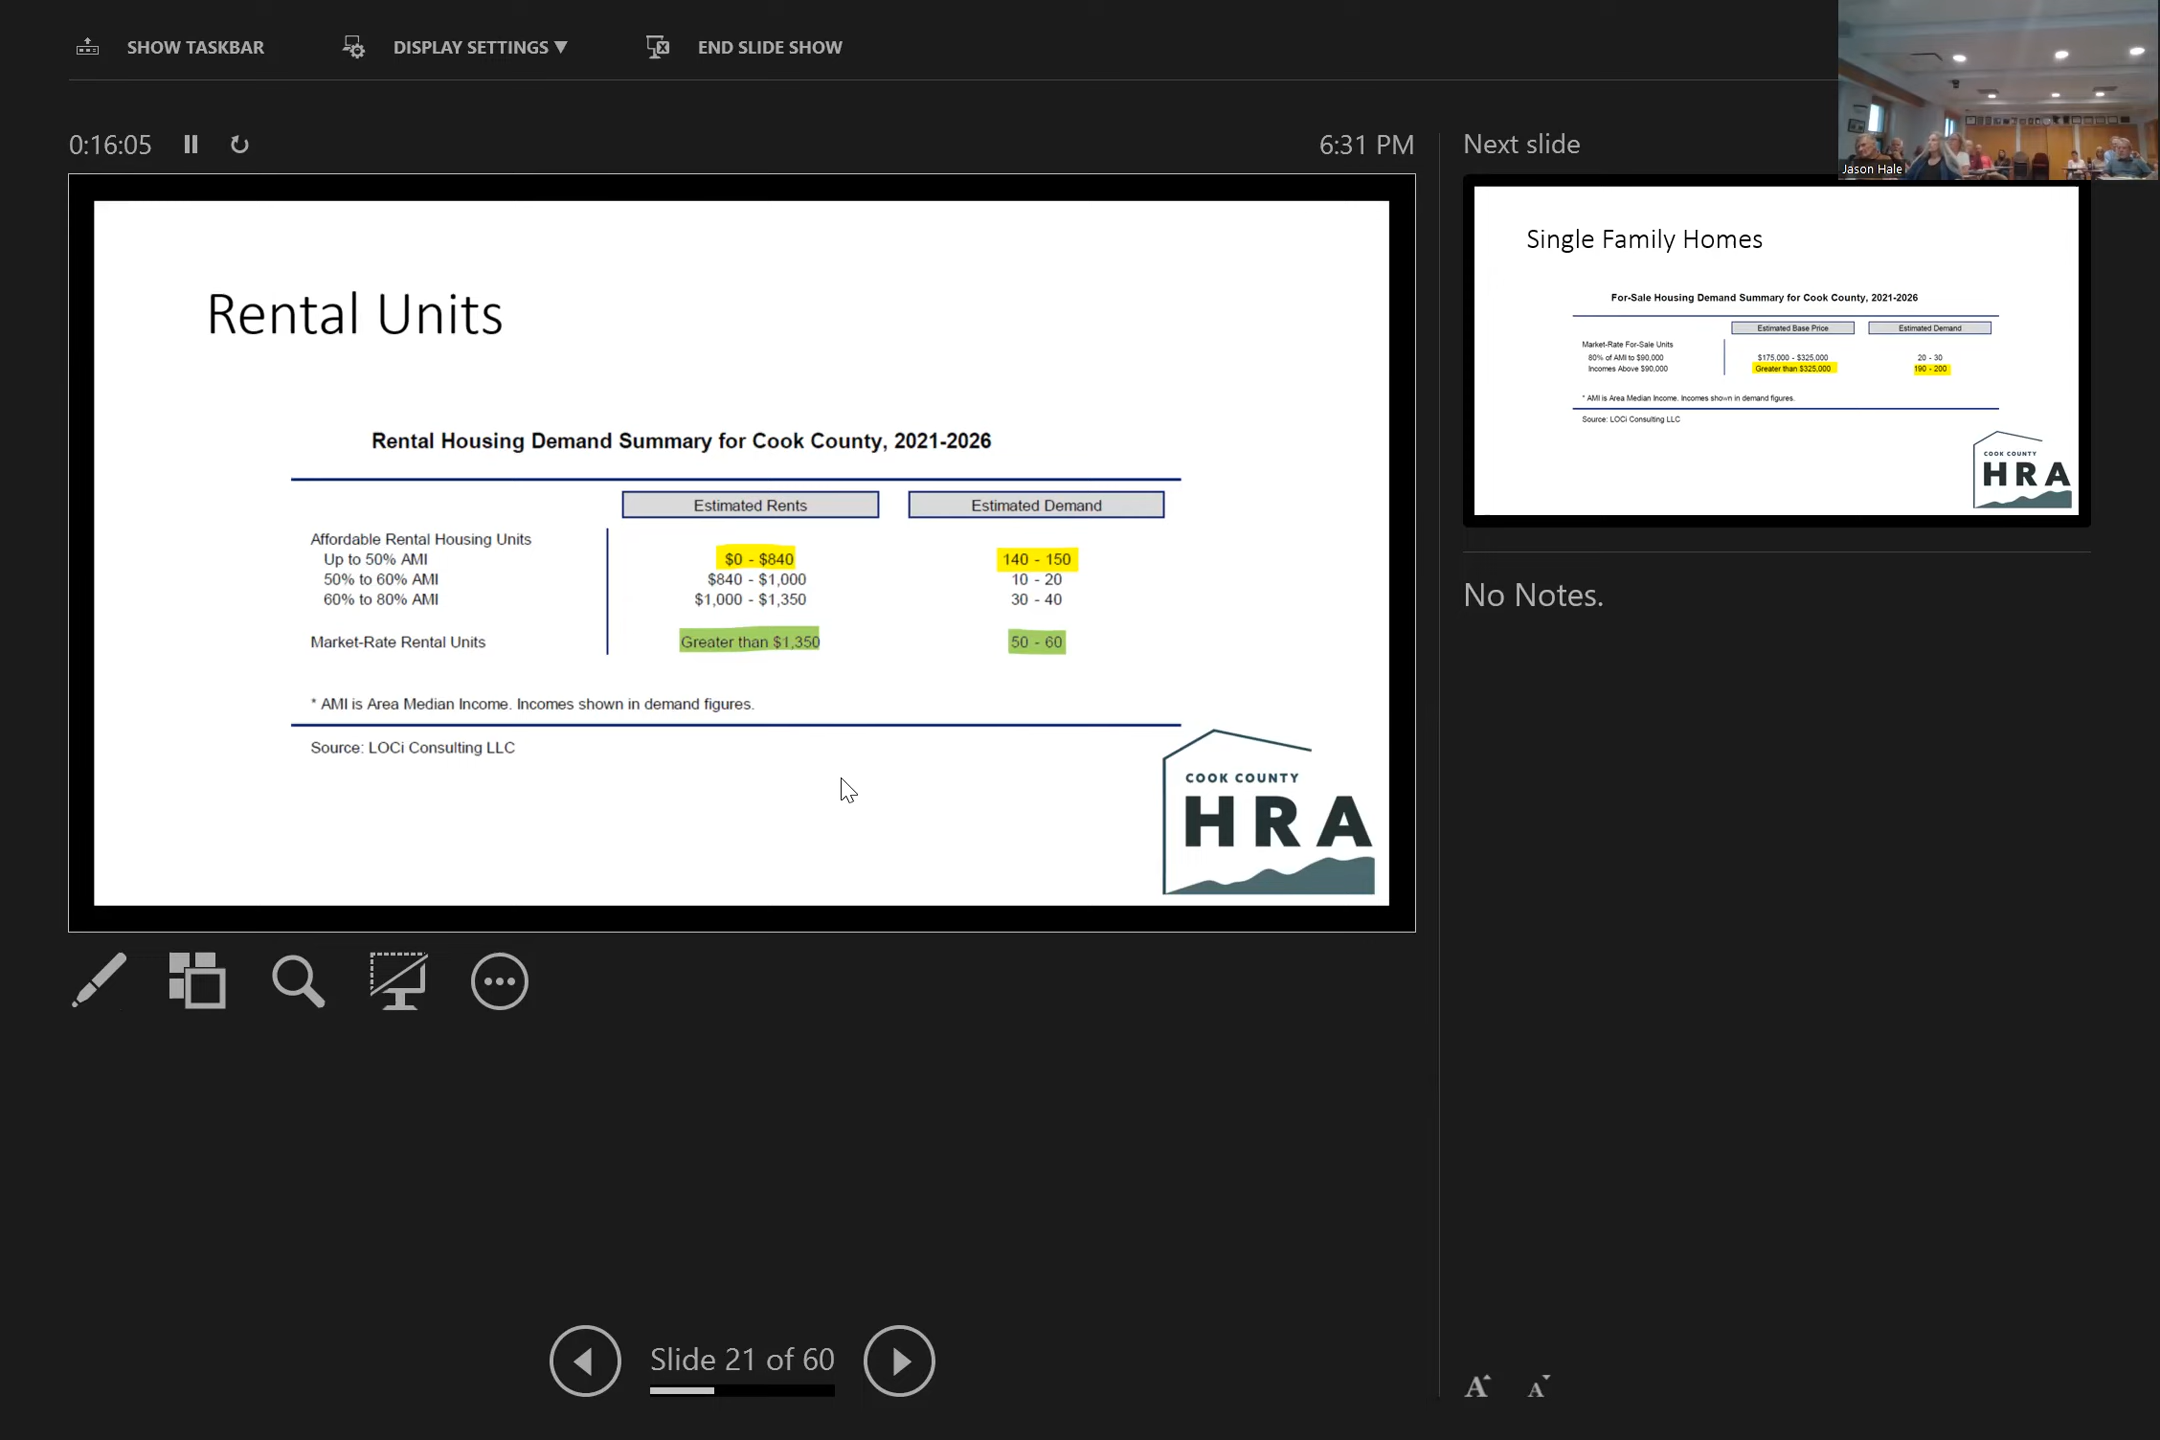 SHOW TASKBAR DISPLAY SETTINGS ▼ END SLIDE SHOW
0:16:05 6:31 PM
Rental Units
Rental Housing Demand Summary for Cook County, 2021-2026
Estimated Rents Estimated Demand
Affordable Rental Housing Units
Up to 50% AMI $0 - $840 140 - 150
50% to 60% AMI $840 - $1,000 10 - 20
60% to 80% AMI $1,000 - $1,350 30 - 40
Market-Rate Rental Units Greater than $1,350 50 - 60
* AMI is Area Median Income. Incomes shown in demand figures.
Source: LOCi Consulting LLC
COOK COUNTY
HRA
Slide 21 of 60
Next slide
Jason Hale
Single Family Homes
For-Sale Housing Demand Summary for Cook County, 2021-2026
Estimated Base Price Estimated Demand
Market-Rate For-Sale Units
80% of AMI to $90,000 $175,000 - $325,000 20 - 30
Incomes Above $90,000 Greater than $325,000 190 - 200
* AMI is Area Median Income. Incomes shown in demand figures.
Source: LOCi Consulting LLC
COOK COUNTY
HRA
No Notes.
A A